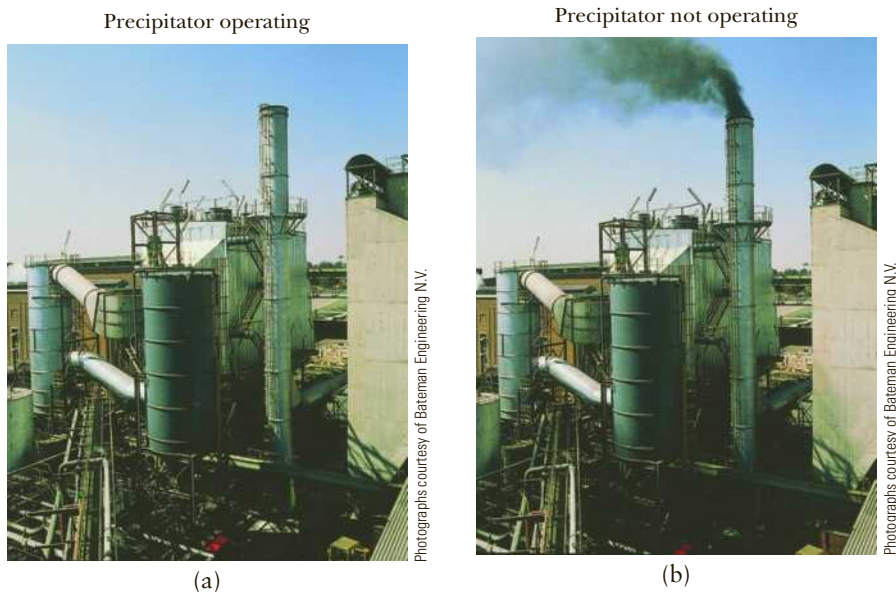 Precipitator operating
Precipitator not operating
Photographs courtesy of Bateman Engineering N.V.
Photographs courtesy of Bateman Engineering N.V.
(a)
(b)